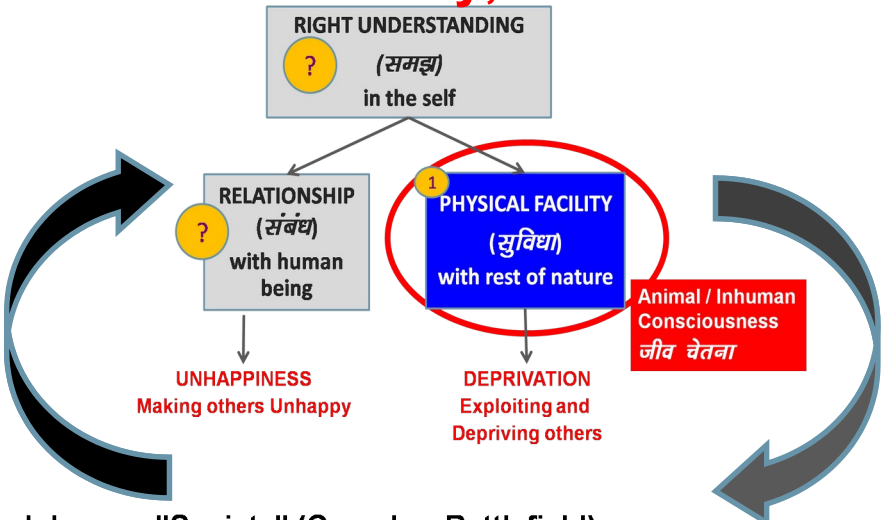 RIGHT UNDERSTANDING
?
(समझ)
in the self
RELATIONSHIP
?
(संबंध)
with human
being
1
PHYSICAL FACILITY
(सुविधा)
with rest of nature
Animal / Inhuman
Consciousness
जीव चेतना
UNHAPPINESS
Making others Unhappy
DEPRIVATION
Exploiting and
Depriving others